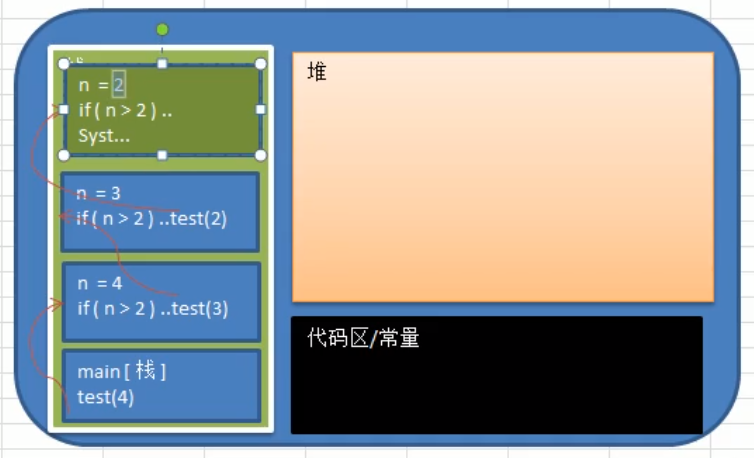 n = 2
if ( n > 2 ) ..
Syst...
n = 3
if ( n > 2 ) ..test(2)
n = 4
if ( n > 2 ) ..test(3)
main [ 栈 ]
test(4)
堆
代码区/常量